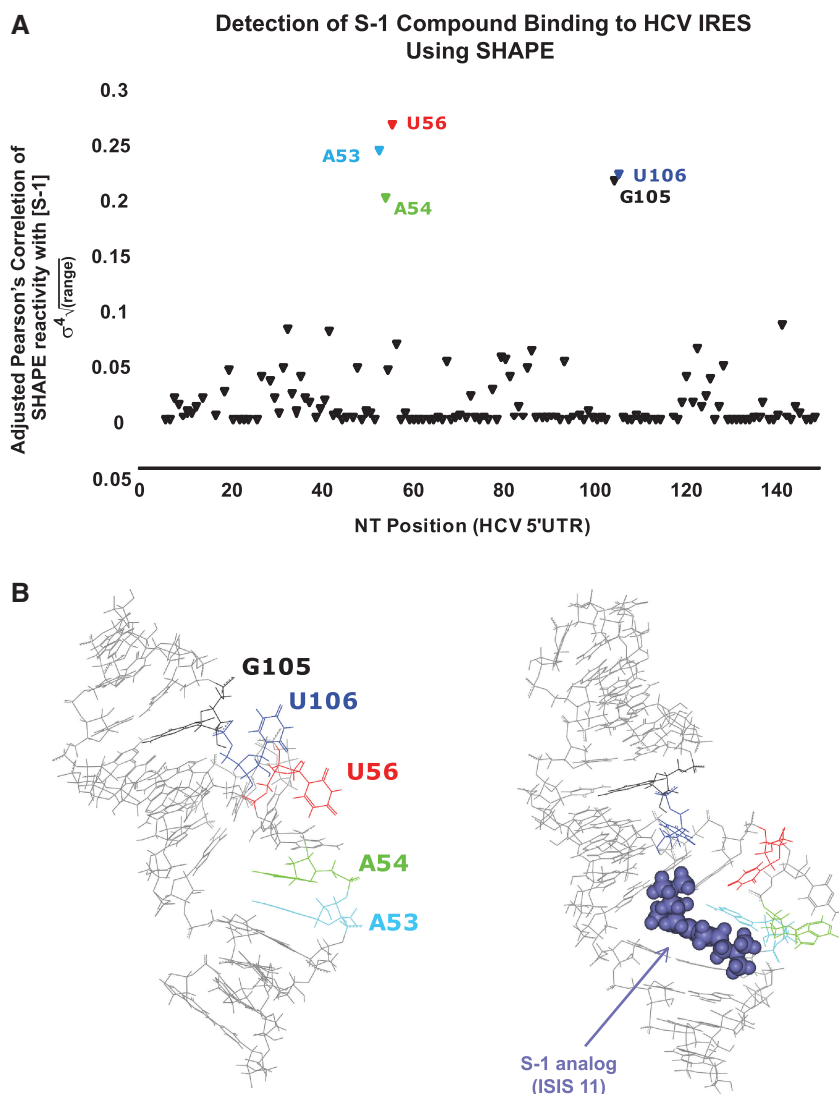 A
Detection of S-1 Compound Binding to HCV IRES
Using SHAPE
Adjusted Pearson's Correletion of
SHAPE reactivity with [S-1]
σ⁴√(range)
0.3
0.25
0.2
0.15
0.1
0.05
0
0.05
U56
A53
A54
U106
G105
0
20
40
60
80
100
120
140
NT Position (HCV 5'UTR)
B
G105
U106
U56
A54
A53
S-1 analog
(ISIS 11)